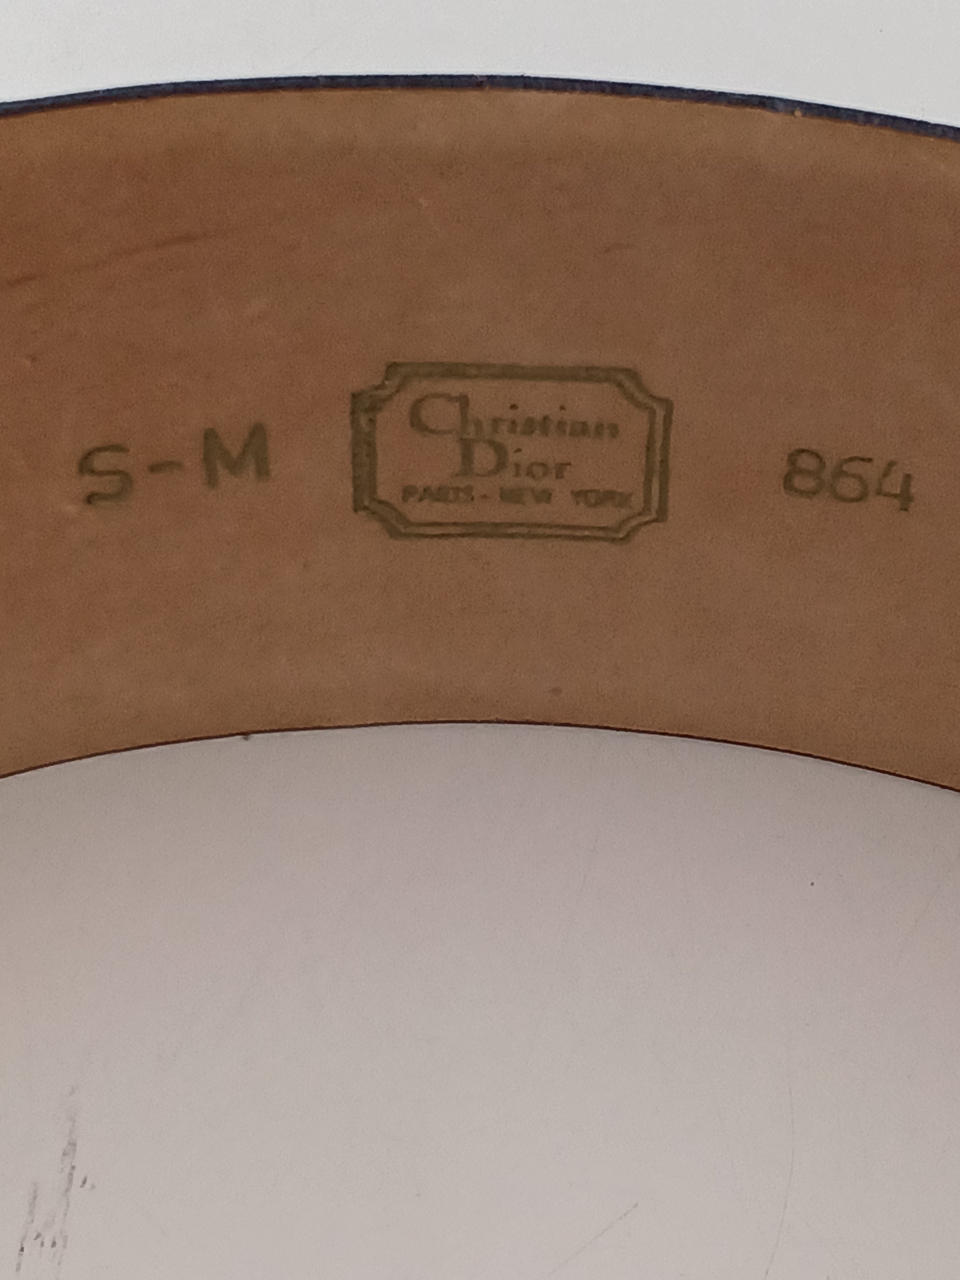 S-M
Christian
Dior
PARIS - NEW YORK
864